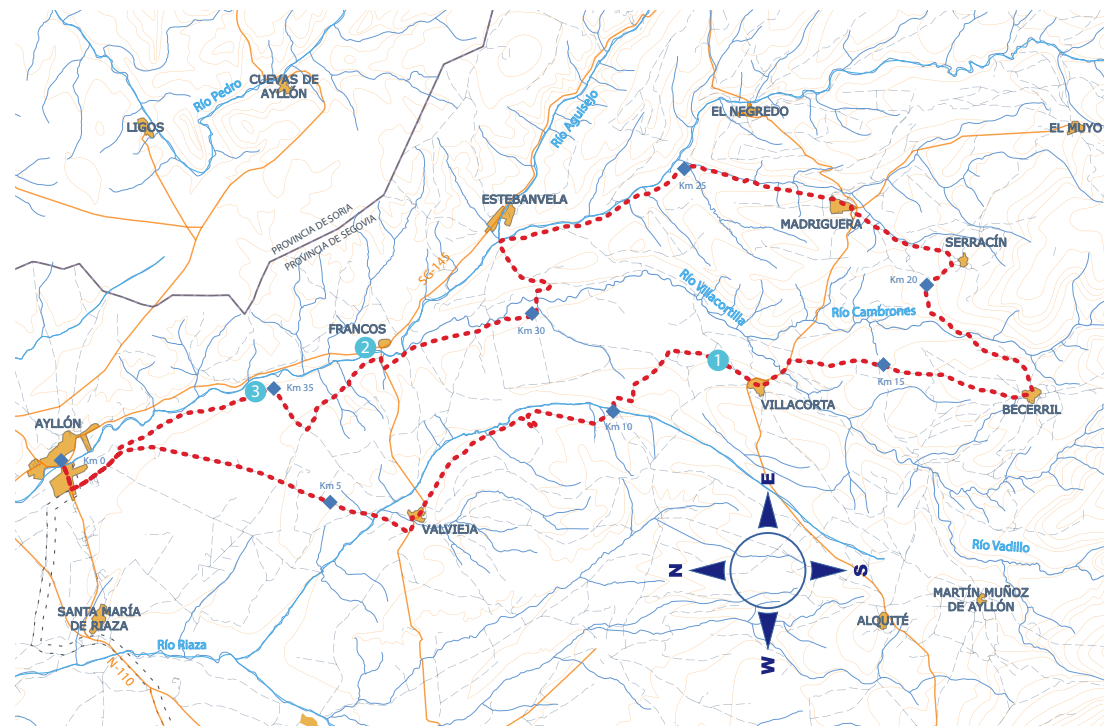 CUEVAS DE
AYLLÓN
Río Pedro
LIGOS
Río Aguisejo
EL NEGREDO
EL MUYO
Km 25
ESTEBANVELA
MADRIGUERA
PROVINCIA DE SORIA
PROVINCIA DE SEGOVIA
SERRACÍN
SG-145
Km 20
Río Villacortilla
Río Cambrones
FRANCOS
Km 30
2
1
3
Km 35
Km 15
VILLACORTA
BECERRIL
AYLLÓN
Km 10
Km 0
Km 5
VALVIEJA
E
N
S
W
Río Vadillo
MARTÍN MUÑOZ
DE AYLLÓN
ALQUITÉ
SANTA MARÍA
DE RIAZA
Río Riaza
N-110